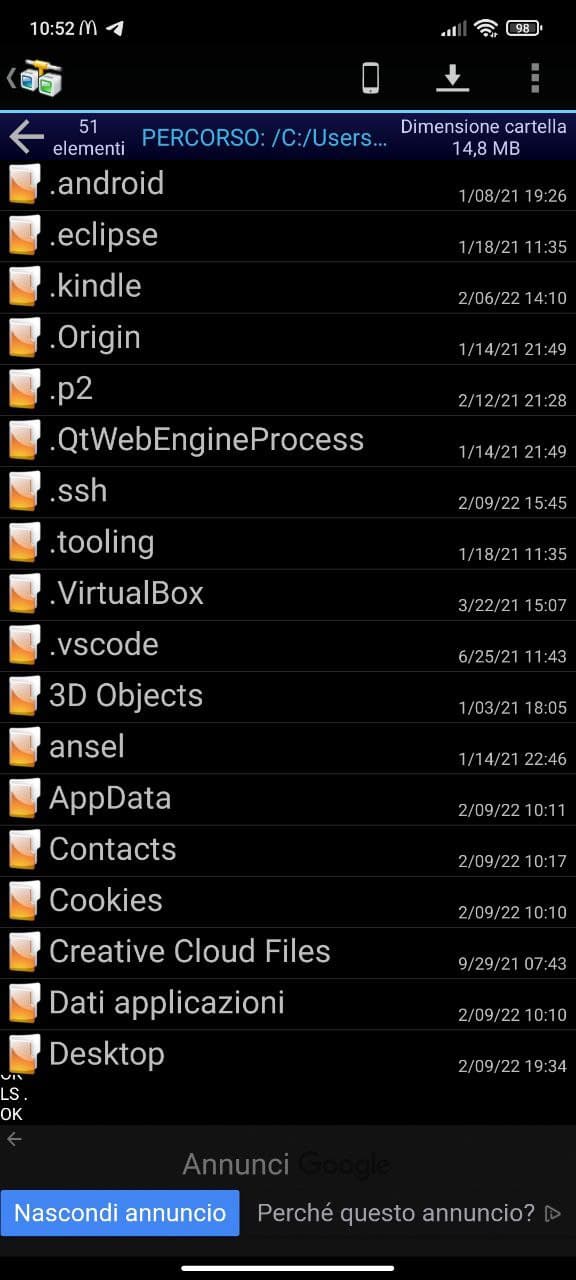 10:52
98
51
elementi
PERCORSO: /C:/Users...
Dimensione cartella
14,8 MB
.android
1/08/21 19:26
.eclipse
1/18/21 11:35
.kindle
2/06/22 14:10
.Origin
1/14/21 21:49
.p2
2/12/21 21:28
.QtWebEngineProcess
1/14/21 21:49
.ssh
2/09/22 15:45
.tooling
1/18/21 11:35
.VirtualBox
3/22/21 15:07
.vscode
6/25/21 11:43
3D Objects
1/03/21 18:05
ansel
1/14/21 22:46
AppData
2/09/22 10:11
Contacts
2/09/22 10:17
Cookies
2/09/22 10:10
Creative Cloud Files
9/29/21 07:43
Dati applicazioni
2/09/22 10:10
Desktop
2/09/22 19:34
OK
LS .
OK
Annunci Google
Nascondi annuncio
Perché questo annuncio?